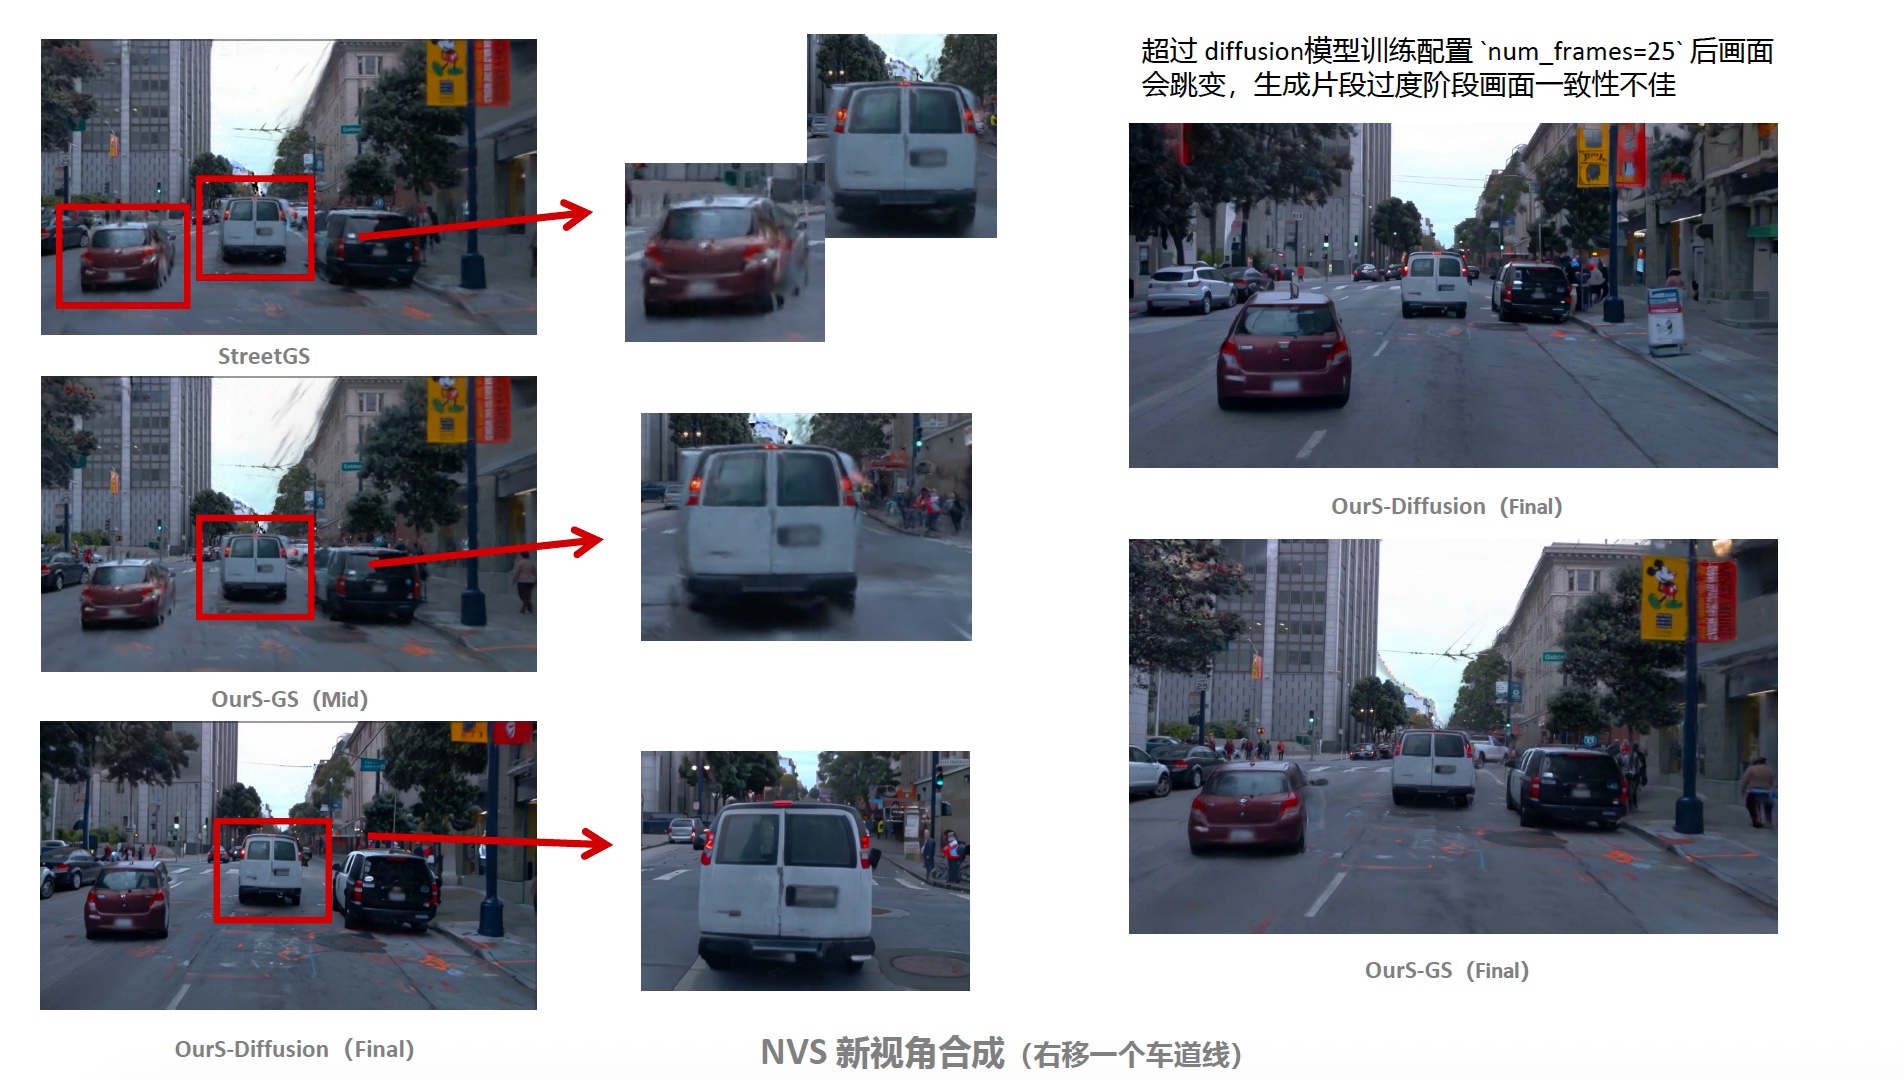 StreetGS
OurS-GS（Mid）
OurS-Diffusion（Final）
超过 diffusion模型训练配置 `num_frames=25` 后画面
会跳变，生成片段过度阶段画面一致性不佳
OurS-Diffusion（Final）
OurS-GS（Final）
NVS 新视角合成（右移一个车道线）